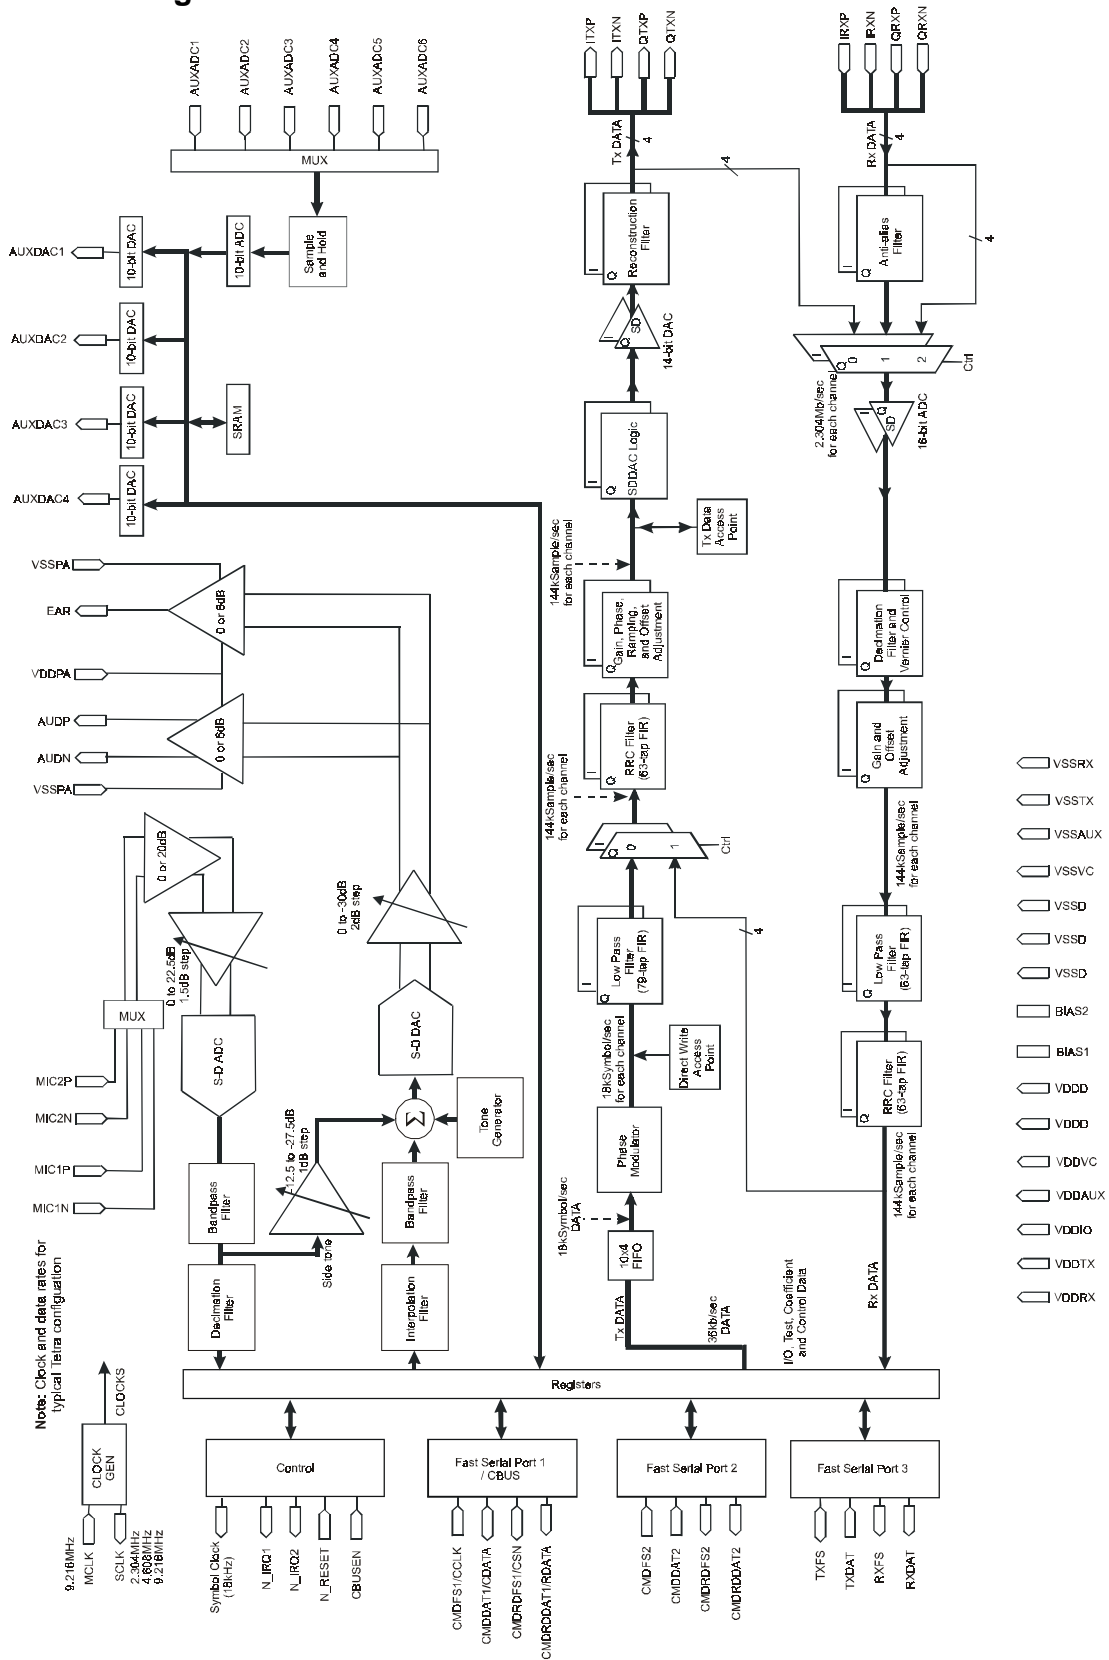 AUXADC1
AUXADC2
AUXADC3
AUXADC4
AUXADC5
AUXADC6
MUX
Sample
and Hold
10-bit ADC
10-bit DAC
AUXDAC1
10-bit DAC
AUXDAC2
10-bit DAC
AUXDAC3
10-bit DAC
AUXDAC4
SRAM
VSSPA
EAR
VDDPA
AUDP
AUDN
VSSPA
0 or 6dB
0 or 6dB
0 or 20dB
0 to 22.5dB
1.5dB step
0 to -30dB
2dB step
MUX
S-D ADC
S-D DAC
MIC2P
MIC2N
MIC1P
MIC1N
Bandpass
Filter
Decimation
Filter
-12.5 to -27.5dB
1dB step
Side tone
Σ
Tone
Generator
Bandpass
Filter
Interpolation
Filter
Note: Clock and data rates for
typical Tetra configuation
CLOCKS
CLOCK
GEN
9.216MHz
MCLK
SCLK
2.304MHz
4.608MHz
9.216MHz
ITXP
ITXN
QTXP
QTXN
Tx DATA
4
I
Q
Reconstruction
Filter
I
Q
SD
14-bit DAC
I
Q
SDDAC Logic
Tx Data
Access
Point
144kSample/sec
for each channel
I
Q
Gain, Phase,
Ramping,
and Offset
Adjustment
I
Q
RRC Filter
(63-tap FIR)
144kSample/sec
for each channel
I
Q
0
1
Ctrl
I
Q
Low Pass
Filter
(79-tap FIR)
4
18kSymbol/sec
for each channel
Direct Write
Access
Point
Phase
Modulator
18kSymbol/sec
DATA
10x4
FIFO
Tx DATA
36kb/sec
DATA
I/O, Test, Coefficient
and Control Data
IRXP
IRXN
QRXP
QRXN
Rx DATA
4
4
4
I
Q
Anti-alias
Filter
I
Q
0
1
2
Ctrl
2.304Mb/sec
for each channel
I
Q
SD
16-bit ADC
I
Q
Decimation
Filter and
Vernier Control
I
Q
Gain and
Offset
Adjustment
144kSample/sec
for each channel
I
Q
Low Pass
Filter
(63-tap FIR)
I
Q
RRC Filter
(63-tap FIR)
144kSample/sec
for each channel
Rx DATA
Registers
Control
Fast Serial Port 1
/ CBUS
Fast Serial Port 2
Fast Serial Port 3
Symbol Clock
(18kHz)
N_IRQ1
N_IRQ2
N_RESET
CBUSEN
CMDFS1/CCLK
CMDDAT1/CDATA
CMDRDFS1/CSN
CMDRDDAT1/RDATA
CMDFS2
CMDDAT2
CMDRDFS2
CMDRDDAT2
TXFS
TXDAT
RXFS
RXDAT
VSSRX
VSSTX
VSSAUX
VSSVC
VSSD
VSSD
VSSD
BIAS2
BIAS1
VDDD
VDDD
VDDVC
VDDAUX
VDDIO
VDDTX
VDDRX